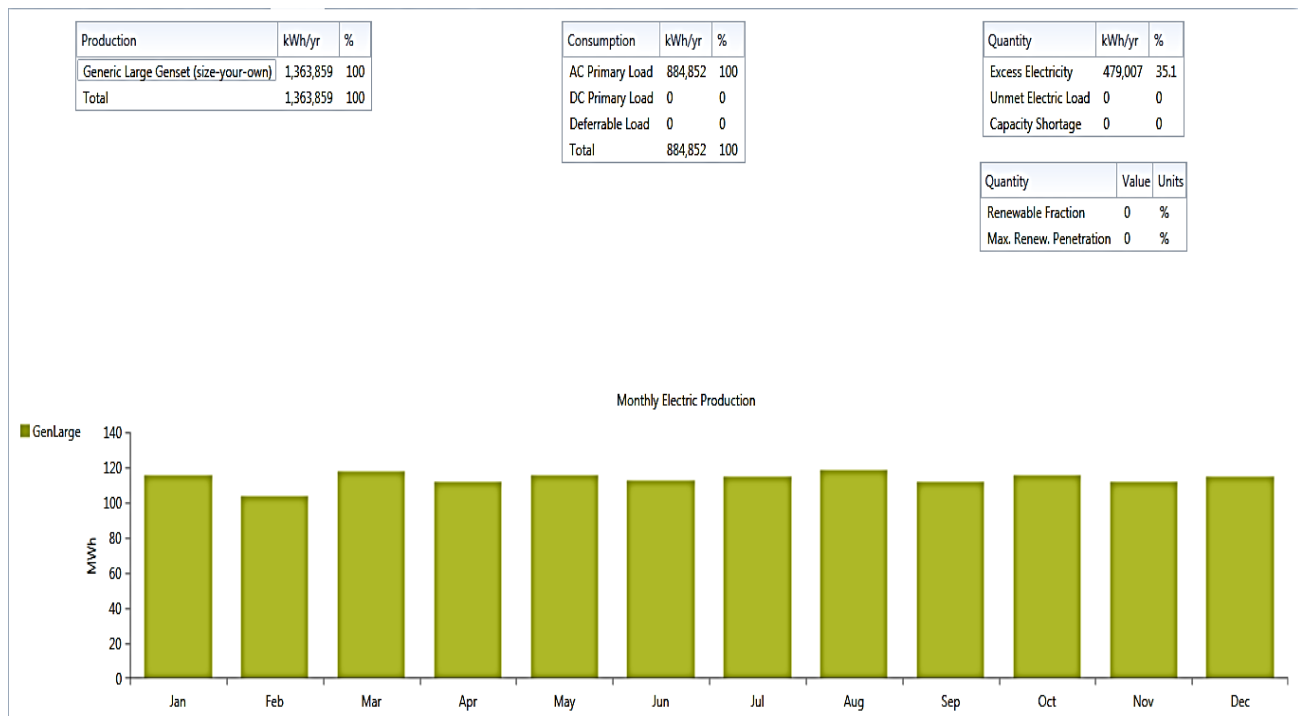 Production kWh/yr %
Generic Large Genset (size-your-own) 1,363,859 100
Total 1,363,859 100
Consumption kWh/yr %
AC Primary Load 884,852 100
DC Primary Load 0 0
Deferrable Load 0 0
Total 884,852 100
Quantity kWh/yr %
Excess Electricity 479,007 35.1
Unmet Electric Load 0 0
Capacity Shortage 0 0
Quantity Value Units
Renewable Fraction 0 %
Max. Renew. Penetration 0 %
Monthly Electric Production
GenLarge
140
120
100
80
60
40
20
0
MWh
Jan Feb Mar Apr May Jun Jul Aug Sep Oct Nov Dec